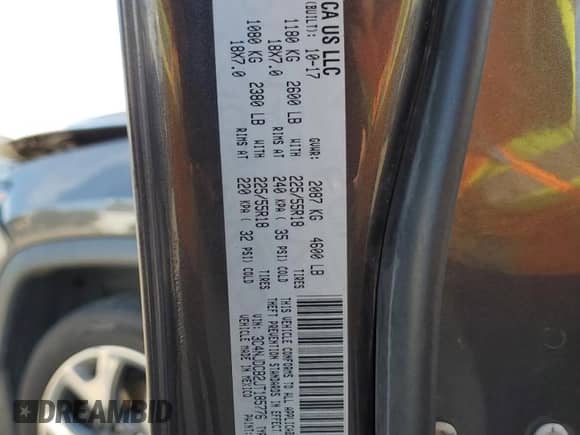 CA US LLC
(BUILT): 10-17
GVWR: 2087 KG 4600 LB
1180 KG 2600 LB WITH 225/55R18 TIRES
18X7.0 RIMS AT 240 KPA ( 35 PSI) COLD
1080 KG 2380 LB WITH 225/55R18 TIRES
18X7.0 RIMS AT 220 KPA ( 32 PSI) COLD
THIS VEHICLE CONFORMS TO ALL APPLICABLE
THEFT PREVENTION STANDARDS IN EFFECT
3C4NJDCB2JT185776
VEHICLE MADE IN MEXICO
PAINT:
DREAMBID